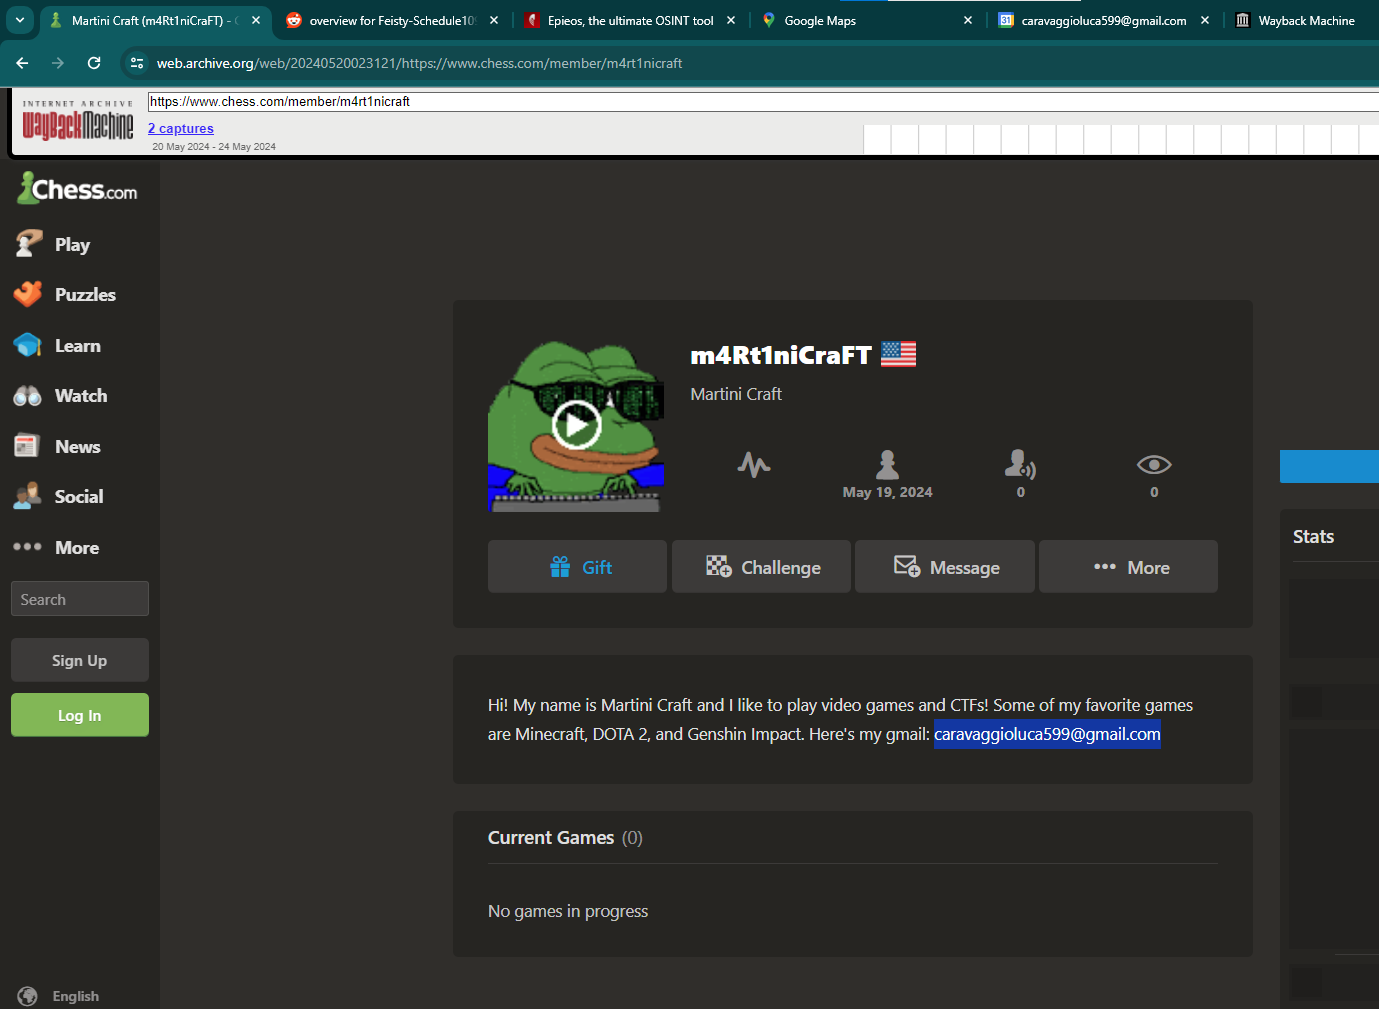 Martini Craft (m4Rt1niCraFT) - C
overview for Feisty-Schedule109
Epieos, the ultimate OSINT tool
Google Maps
caravaggioluca599@gmail.com
Wayback Machine
web.archive.org/web/20240520023121/https://www.chess.com/member/m4rt1nicraft
INTERNET ARCHIVE
WayBackMachine
https://www.chess.com/member/m4rt1nicraft
2 captures
20 May 2024 - 24 May 2024
Chess.com
Play
Puzzles
Learn
Watch
News
Social
More
Search
Sign Up
Log In
English
m4Rt1niCraFT
Martini Craft
May 19, 2024
0
0
Gift
Challenge
Message
More
Hi! My name is Martini Craft and I like to play video games and CTFs! Some of my favorite games
are Minecraft, DOTA 2, and Genshin Impact. Here's my gmail: caravaggioluca599@gmail.com
Current Games (0)
No games in progress
Stats